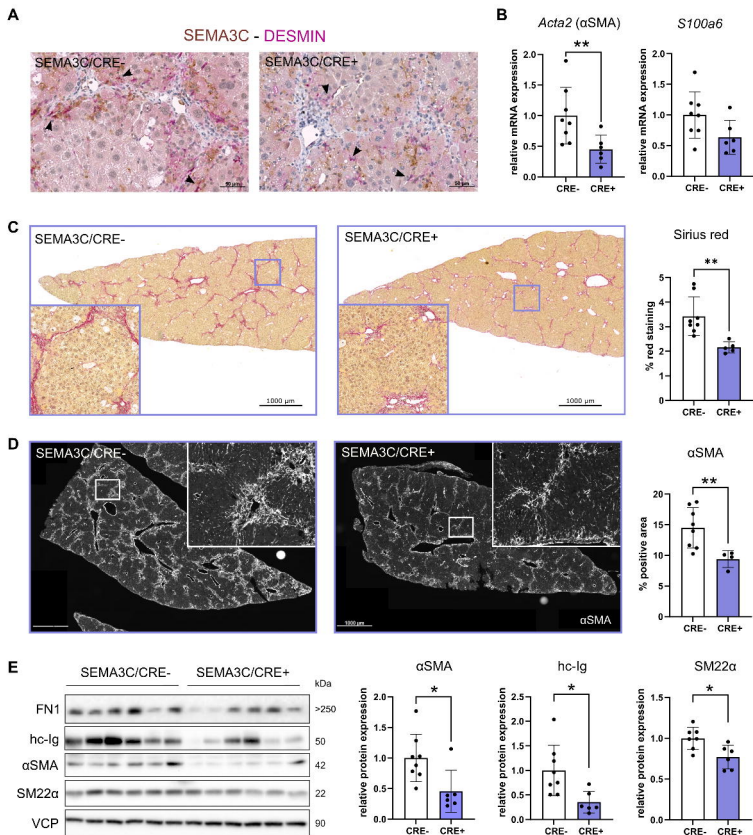 A
SEMA3C - DESMIN
SEMA3C/CRE-
50 µm
SEMA3C/CRE+
50 µm
B
Acta2 (αSMA)
relative mRNA expression
2.0
1.5
1.0
0.5
0.0
**
CRE-
CRE+
S100a6
relative mRNA expression
2.0
1.5
1.0
0.5
0.0
CRE-
CRE+
C
SEMA3C/CRE-
1000 µm
SEMA3C/CRE+
1000 µm
Sirius red
% red staining
5
4
3
2
1
0
**
CRE-
CRE+
D
SEMA3C/CRE-
SEMA3C/CRE+
1000 µm
αSMA
αSMA
% positive area
20
15
10
5
0
**
CRE-
CRE+
E
SEMA3C/CRE-
SEMA3C/CRE+
kDa
FN1
>250
hc-Ig
50
αSMA
42
SM22α
22
VCP
90
αSMA
relative protein expression
2.0
1.5
1.0
0.5
0.0
*
CRE-
CRE+
hc-Ig
relative protein expression
2.5
2.0
1.5
1.0
0.5
0.0
*
CRE-
CRE+
SM22α
relative protein expression
1.5
1.0
0.5
0.0
*
CRE-
CRE+